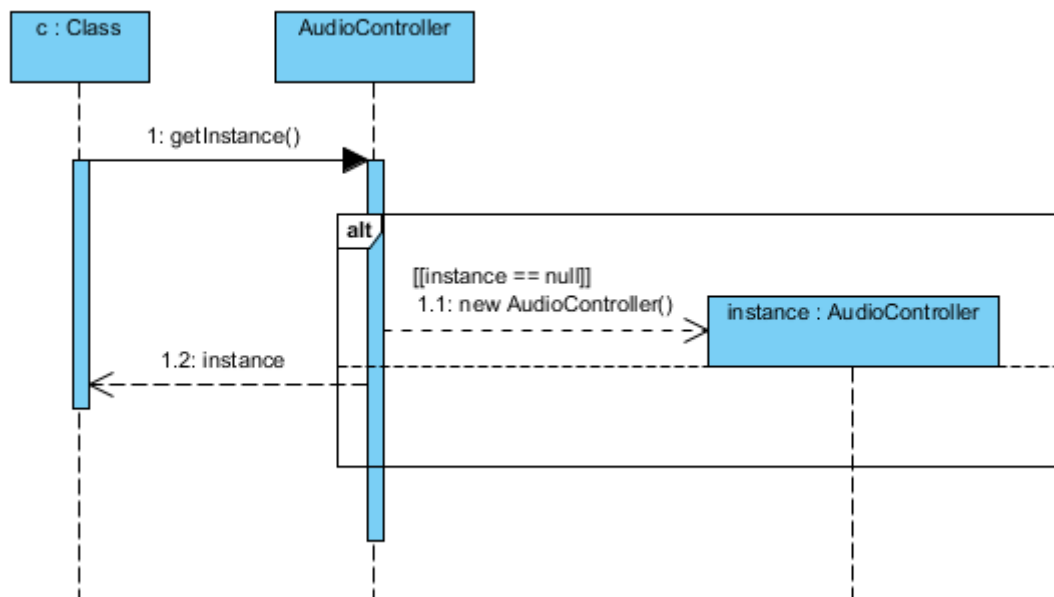 c : Class
AudioController
1: getInstance()
alt
[[instance == null]]
1.1: new AudioController()
instance : AudioController
1.2: instance